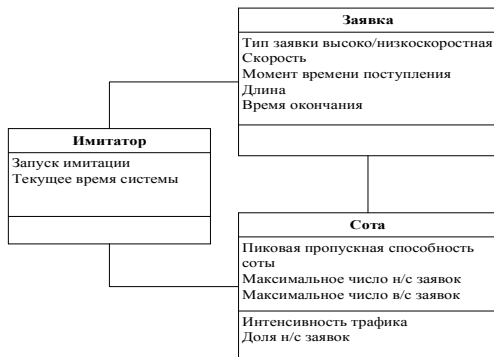 Заявка
Тип заявки высоко/низкоскоростная
Скорость
Момент времени поступления
Длина
Время окончания
Имитатор
Запуск имитации
Текущее время системы
Сота
Пиковая пропускная способность
соты
Максимальное число н/с заявок
Максимальное число в/с заявок
Интенсивность трафика
Доля н/с заявок